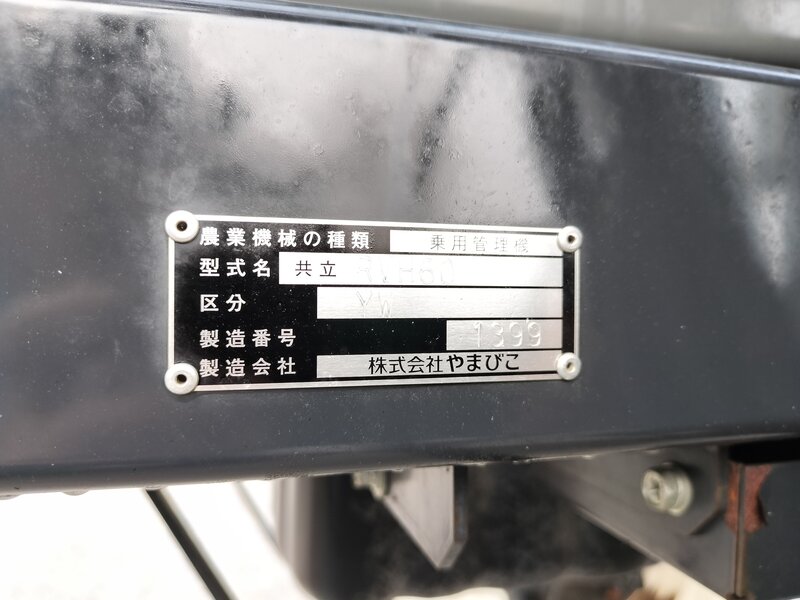 農業機械の種類 乗用管理機
型式名 共立
区分 YW
製造番号 1399
製造会社 株式会社やまびこ